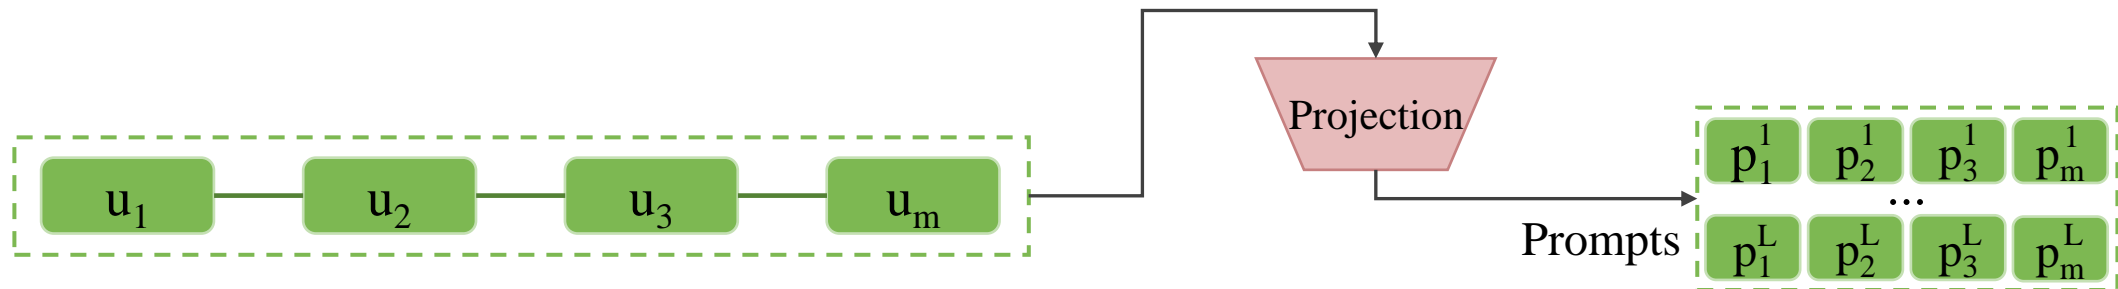 u₁ u₂ u₃ uₘ
Projection
Prompts
p₁¹ p₂¹ p₃¹ pₘ¹
...
p₁ᴸ p₂ᴸ p₃ᴸ pₘᴸ